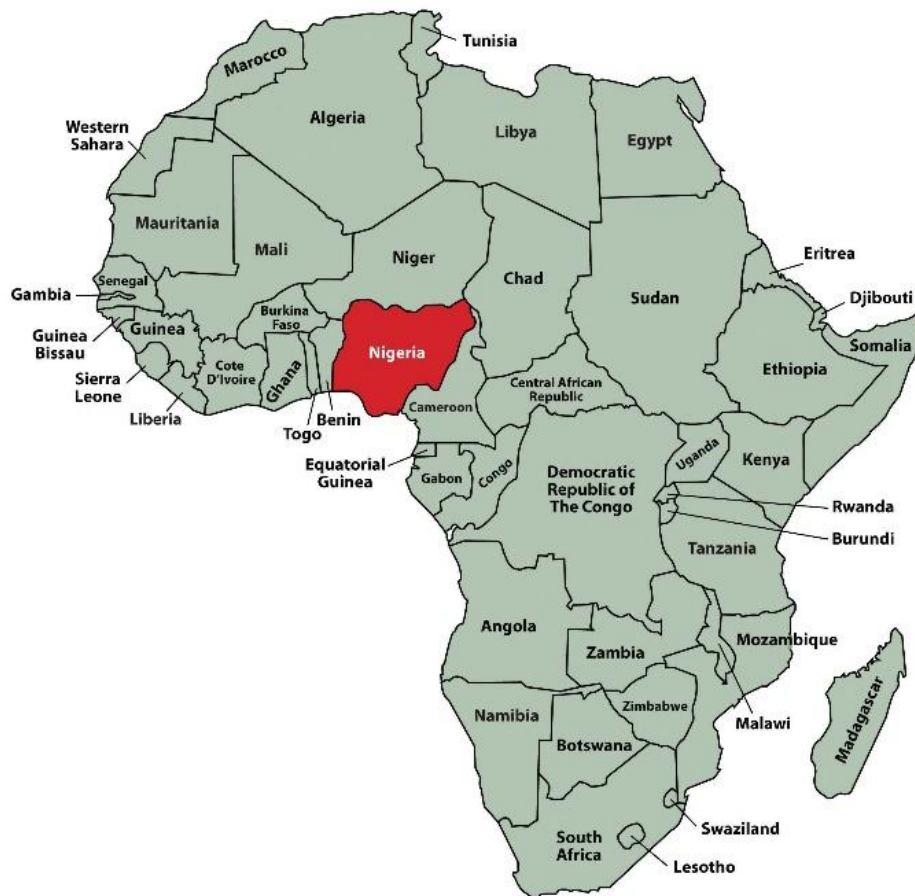 Tunisia
Marocco
Algeria
Libya
Egypt
Western
Sahara
Mauritania
Mali
Niger
Chad
Sudan
Eritrea
Djibouti
Senegal
Gambia
Guinea
Bissau
Guinea
Burkina
Faso
Nigeria
Somalia
Ethiopia
Sierra
Leone
Cote
D'Ivoire
Ghana
Central African
Republic
Liberia
Togo
Benin
Cameroon
Equatorial
Guinea
Gabon
Congo
Democratic
Republic of
The Congo
Uganda
Kenya
Rwanda
Burundi
Tanzania
Angola
Zambia
Mozambique
Malawi
Madagascar
Namibia
Zimbabwe
Botswana
Swaziland
South
Africa
Lesotho